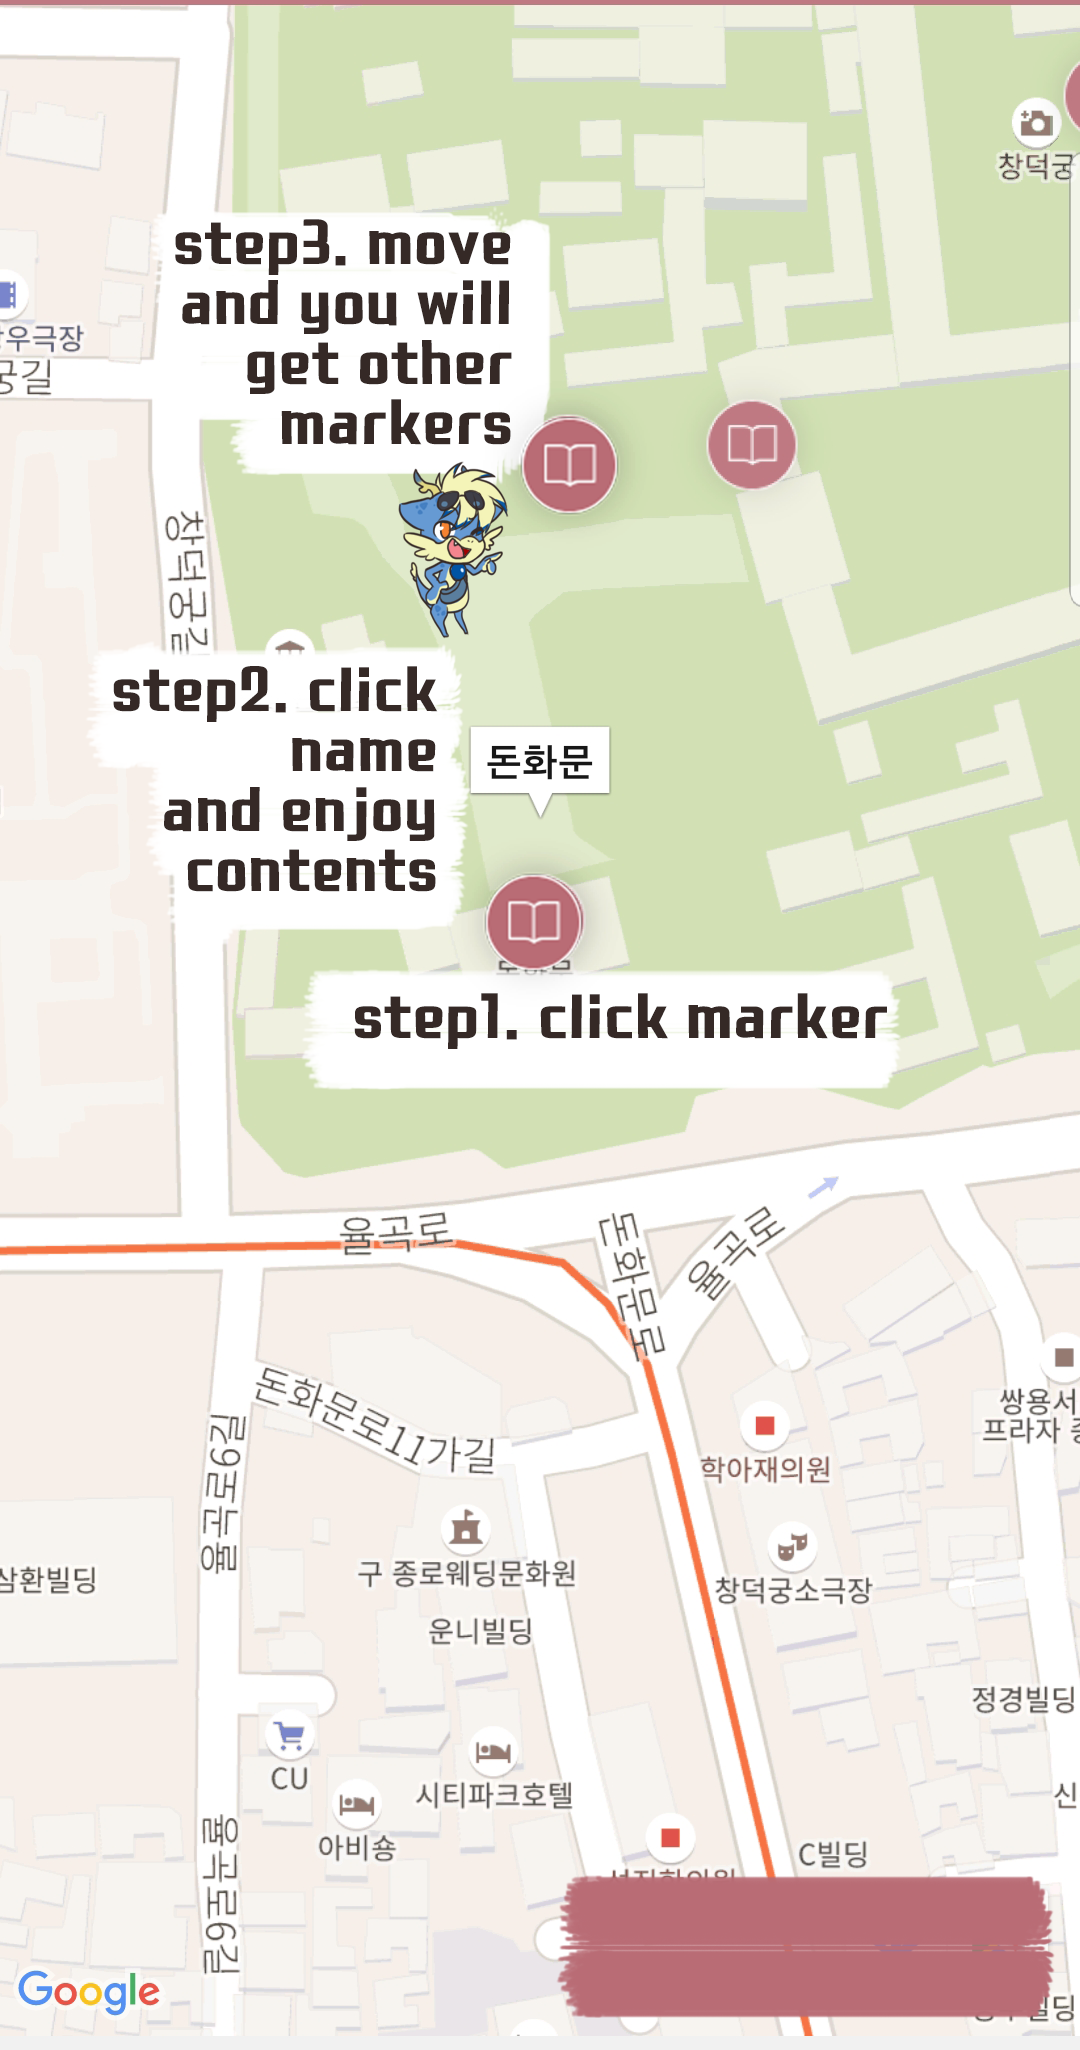 창덕궁
step3. move
and you will
get other
markers
우극장
궁길
창덕궁길
step2. click
name
and enjoy
contents
돈화문
step1. click marker
율곡로
돈화문로
율곡로
돈화문로11가길
율곡로9길
쌍용서
프라자
학아재의원
구 종로웨딩문화원
창덕궁소극장
삼환빌딩
운니빌딩
정경빌딩
CU
시티파크호텔
신
아비숑
C빌딩
율곡로6길
Google
빌딩